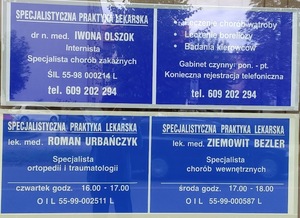 SPECJALISTYCZNA PRAKTYKA LEKARSKA
dr n. med. IWONA OLSZOK
Internista
Specjalista chorób zakaźnych
ŚIL 55-98 000214 L
tel. 609 202 294
Leczenie chorób wątroby
Leczenie boreliozy
Badania kierowców
Gabinet czynny: pon. - pt.
Konieczna rejestracja telefoniczna
tel. 609 202 294
SPECJALISTYCZNA PRAKTYKA LEKARSKA
lek. med. ROMAN URBAŃCZYK
Specjalista
ortopedii i traumatologii
czwartek godz. 16.00 - 17.00
O I L 55-99-002511 L
SPECJALISTYCZNA PRAKTYKA LEKARSKA
lek. med. ZIEMOWIT BEZLER
Specjalista
chorób wewnętrznych
środa godz. 17.00 - 18.00
O I L 55-99-000587 L